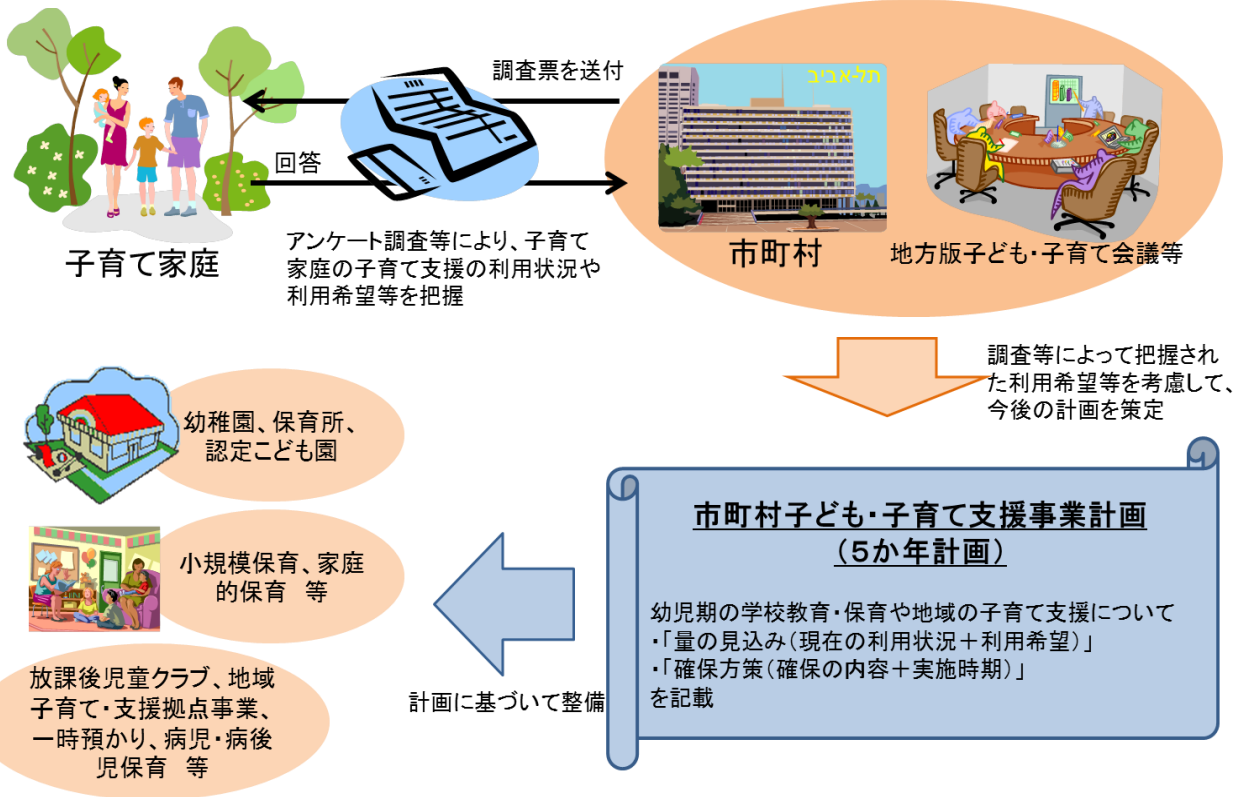 調査票を送付
תל-אביב
回答
アンケート調査等により、子育て
家庭の子育て支援の利用状況や
利用希望等を把握
子育て家庭
市町村
地方版子ども・子育て会議等
調査等によって把握され
た利用希望等を考慮して、
今後の計画を策定
市町村子ども・子育て支援事業計画
（５か年計画）
幼児期の学校教育・保育や地域の子育て支援について
・「量の見込み（現在の利用状況＋利用希望）」
・「確保方策（確保の内容＋実施時期）」
を記載
計画に基づいて整備
幼稚園、保育所、
認定こども園
小規模保育、家庭
的保育　等
放課後児童クラブ、地域
子育て・支援拠点事業、
一時預かり、病児・病後
児保育　等